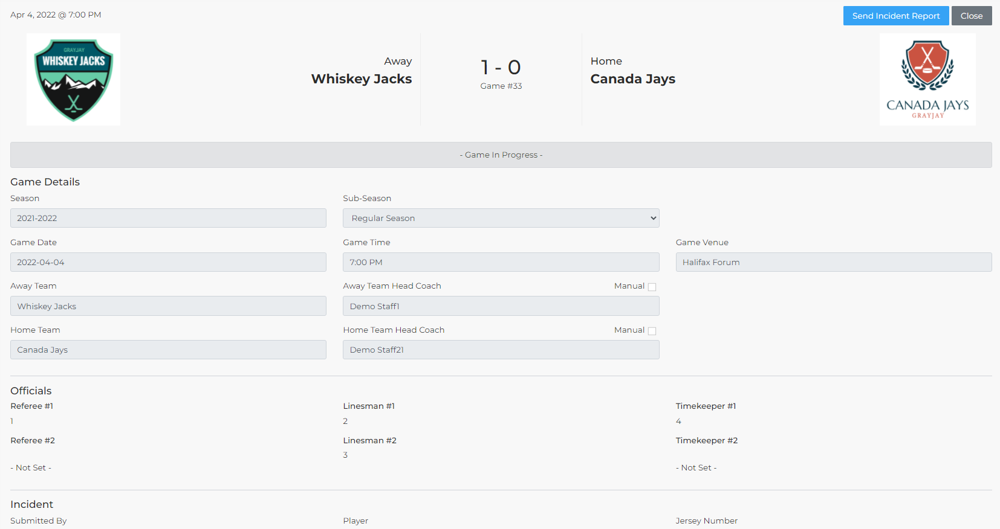 Apr 4, 2022 @ 7:00 PM
Send Incident Report
Close
GRAYJAY
WHISKEY JACKS
Away
Whiskey Jacks
1 - 0
Game #33
Home
Canada Jays
CANADA JAYS
GRAYJAY
- Game In Progress -
Game Details
Season
Sub-Season
2021-2022
Regular Season
Game Date
Game Time
Game Venue
2022-04-04
7:00 PM
Halifax Forum
Away Team
Away Team Head Coach
Manual
Whiskey Jacks
Demo Staff1
Home Team
Home Team Head Coach
Manual
Canada Jays
Demo Staff21
Officials
Referee #1
Linesman #1
Timekeeper #1
1
2
4
Referee #2
Linesman #2
Timekeeper #2
3
- Not Set -
- Not Set -
Incident
Submitted By
Player
Jersey Number